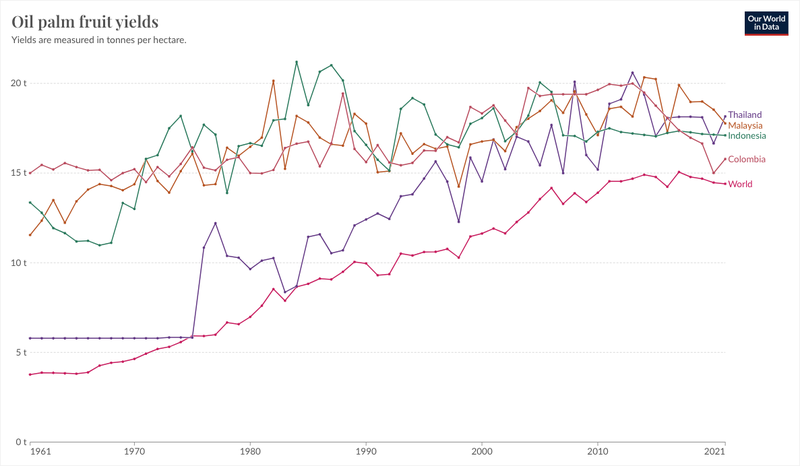 Oil palm fruit yields
Yields are measured in tonnes per hectare.
Our World
in Data
20 t
15 t
10 t
5 t
0 t
Thailand
Malaysia
Indonesia
Colombia
World
1961
1970
1980
1990
2000
2010
2021